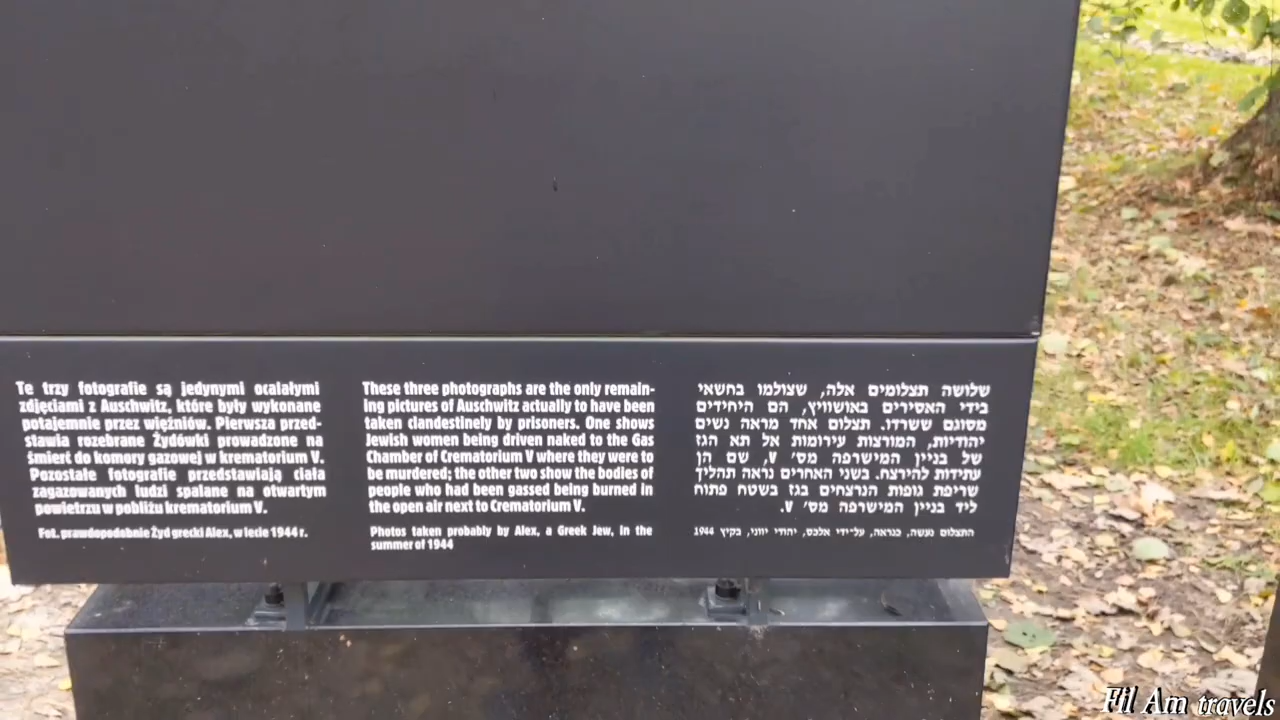 Te trzy fotografie są jedynymi ocalałymi
zdjęciami z Auschwitz, które były wykonane
potajemnie przez więźniów. Pierwsza przed-
stawia rozebrane Żydówki prowadzone na
śmierć do komory gazowej w krematorium V.
Pozostałe fotografie przedstawiają ciała
zagazowanych ludzi spalane na otwartym
powietrzu w pobliżu krematorium V.
Fot. prawdopodobnie Żyd grecki Alex, w lecie 1944 r.
These three photographs are the only remain-
ing pictures of Auschwitz actually to have been
taken clandestinely by prisoners. One shows
Jewish women being driven naked to the Gas
Chamber of Crematorium V where they were to
be murdered; the other two show the bodies of
people who had been gassed being burned in
the open air next to Crematorium V.
Photos taken probably by Alex, a Greek Jew, in the
summer of 1944
שלושה תצלומים אלה, שצולמו בחשאי
בידי האסירים באושוויץ, הם היחידים
מסוגם ששרדו. תצלום אחד מראה נשים
יהודיות, המורצות עירומות אל תא הגז
של בניין המישרפה מס׳ V, שם הן
עתידות להירצח. בשני האחרים נראה תהליך
שריפת גופות הנרצחים בגז בשטח פתוח
ליד בניין המישרפה מס׳ V.
התצלום נעשה, כנראה, על-ידי אלכס, יהודי יווני, בקיץ 1944
Fil Am travels